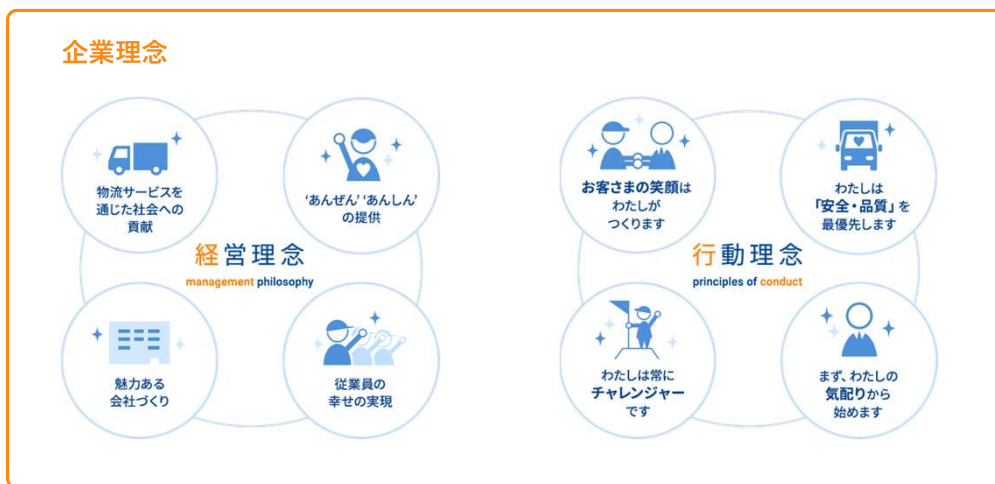 企業理念
物流サービスを
通じた社会への
貢献
‘あんぜん’ ‘あんしん’
の提供
経営理念
management philosophy
魅力ある
会社づくり
従業員の
幸せの実現
お客さまの笑顔は
わたしが
つくります
わたしは
「安全・品質」を
最優先します
行動理念
principles of conduct
わたしは常に
チャレンジャー
です
まず、わたしの
気配りから
始めます